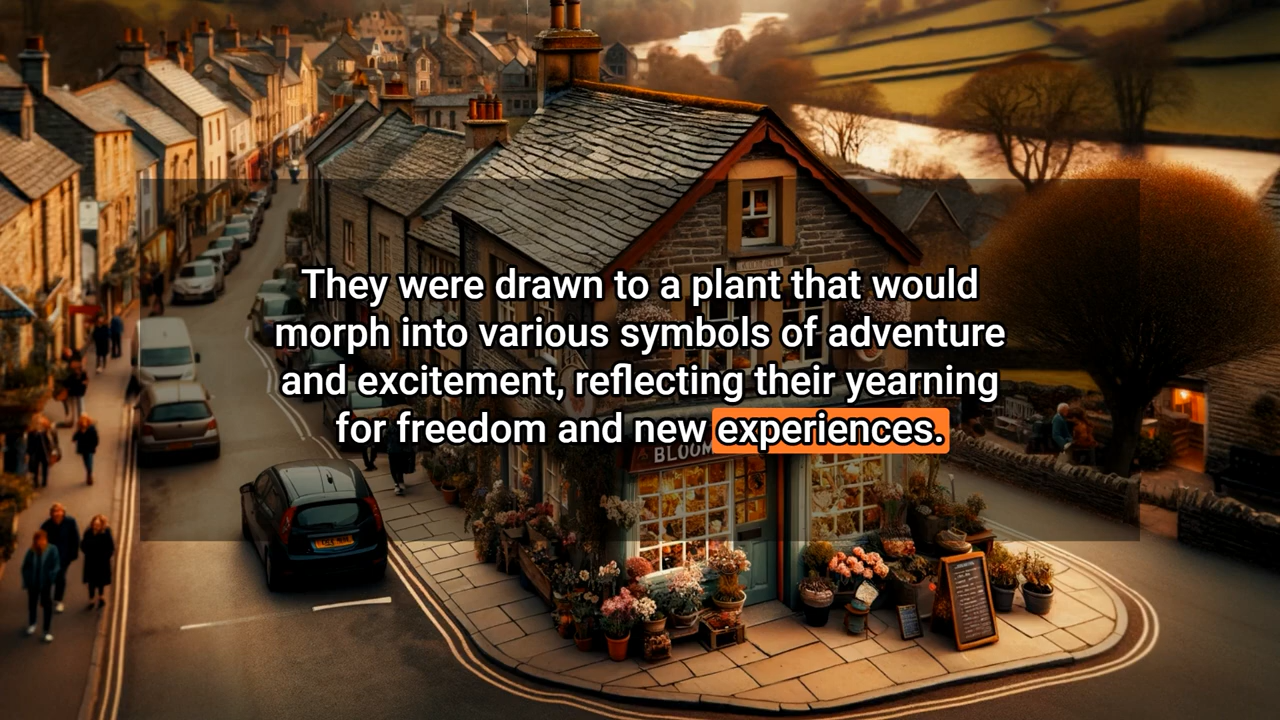 They were drawn to a plant that would
morph into various symbols of adventure
and excitement, reflecting their yearning
for freedom and new experiences.
BLOOM